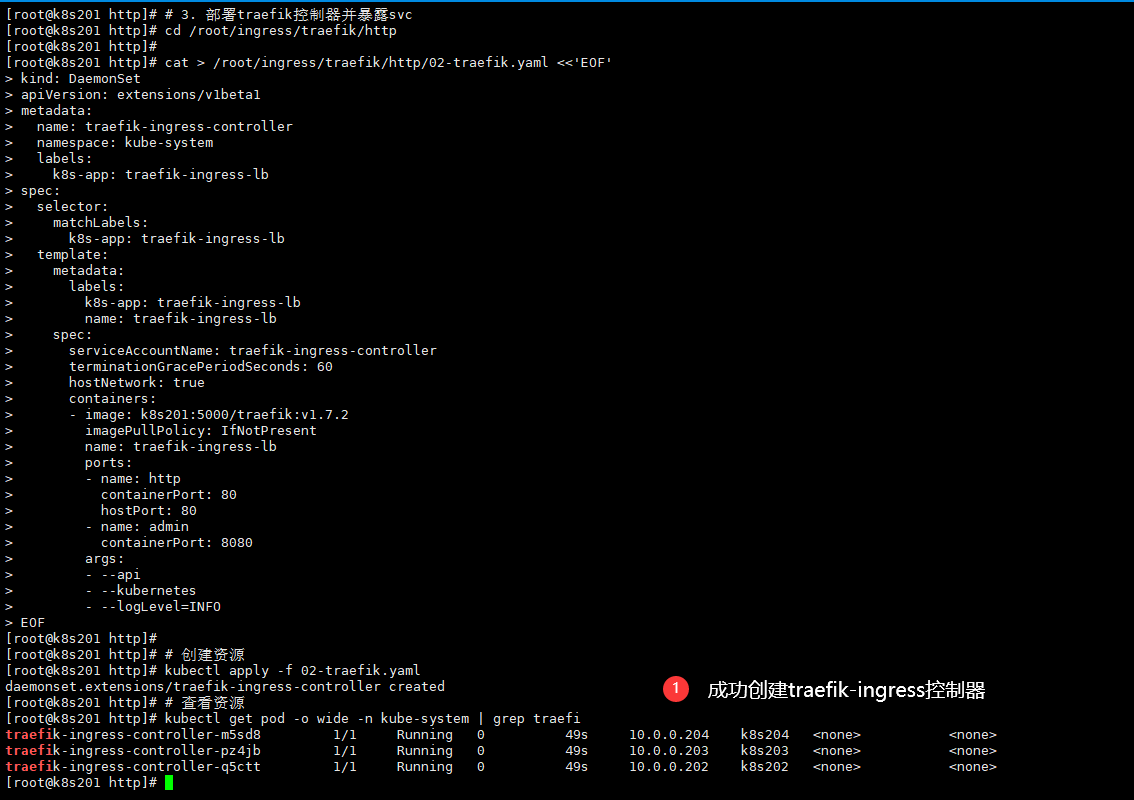 [root@k8s201 http]# # 3. 部署traefik控制器并暴露svc
[root@k8s201 http]# cd /root/ingress/traefik/http
[root@k8s201 http]#
[root@k8s201 http]# cat > /root/ingress/traefik/http/02-traefik.yaml <<'EOF'
> kind: DaemonSet
> apiVersion: extensions/v1beta1
> metadata:
>   name: traefik-ingress-controller
>   namespace: kube-system
>   labels:
>     k8s-app: traefik-ingress-lb
> spec:
>   selector:
>     matchLabels:
>       k8s-app: traefik-ingress-lb
>   template:
>     metadata:
>       labels:
>         k8s-app: traefik-ingress-lb
>         name: traefik-ingress-lb
>     spec:
>       serviceAccountName: traefik-ingress-controller
>       terminationGracePeriodSeconds: 60
>       hostNetwork: true
>       containers:
>       - image: k8s201:5000/traefik:v1.7.2
>         imagePullPolicy: IfNotPresent
>         name: traefik-ingress-lb
>         ports:
>         - name: http
>           containerPort: 80
>           hostPort: 80
>         - name: admin
>           containerPort: 8080
>         args:
>         - --api
>         - --kubernetes
>         - --logLevel=INFO
> EOF
[root@k8s201 http]#
[root@k8s201 http]# # 创建资源
[root@k8s201 http]# kubectl apply -f 02-traefik.yaml
daemonset.extensions/traefik-ingress-controller created
1 成功创建traefik-ingress控制器
[root@k8s201 http]# # 查看资源
[root@k8s201 http]# kubectl get pod -o wide -n kube-system | grep traefi
traefik-ingress-controller-m5sd8         1/1     Running   0          49s     10.0.0.204    k8s204   <none>           <none>
traefik-ingress-controller-pz4jb         1/1     Running   0          49s     10.0.0.203    k8s203   <none>           <none>
traefik-ingress-controller-q5ctt         1/1     Running   0          49s     10.0.0.202    k8s202   <none>           <none>
[root@k8s201 http]#